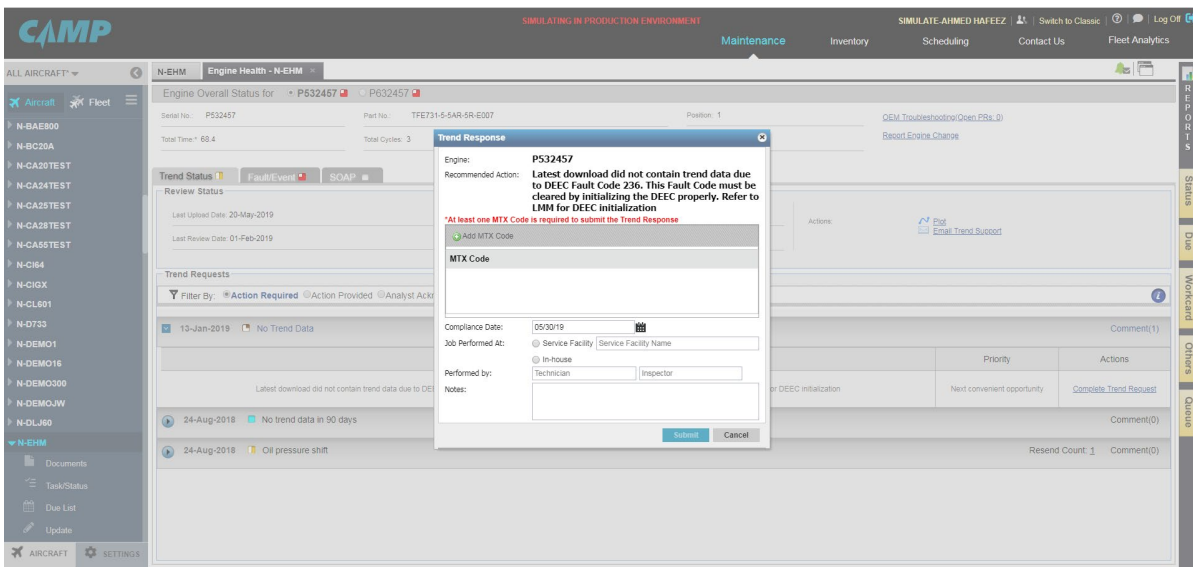 CAMP
SIMULATING IN PRODUCTION ENVIRONMENT
SIMULATE-AHMED HAFEEZ
Switch to Classic
Log Off
Maintenance
Inventory
Scheduling
Contact Us
Fleet Analytics
ALL AIRCRAFT*
Aircraft
Fleet
N-BAE800
N-BC20A
N-CA20TEST
N-CA24TEST
N-CA25TEST
N-CA28TEST
N-CA55TEST
N-CI64
N-CIGX
N-CL601
N-D733
N-DEMO1
N-DEMO16
N-DEMO300
N-DEMOJW
N-DLJ60
N-EHM
Documents
Task/Status
Due List
Update
AIRCRAFT
SETTINGS
N-EHM
Engine Health - N-EHM ×
Engine Overall Status for P532457 P632457
Serial No.: P532457
Part No.: TFE731-5-5AR-5R-E007
Position: 1
OEM Troubleshooting(Open PRs: 0)
Total Time:* 68.4
Total Cycles: 3
Report Engine Change
Trend Status
Fault/Event
SOAP
Review Status
Last Upload Date: 20-May-2019
Last Review Date: 01-Feb-2019
Actions:
Plot
Email Trend Support
Trend Requests
Filter By: Action Required Action Provided Analyst Ackr
13-Jan-2019 No Trend Data
Comment(1)
Priority
Actions
Latest download did not contain trend data due to DEE
or DEEC initialization
Next convenient opportunity
Complete Trend Request
24-Aug-2018 No trend data in 90 days
Comment(0)
24-Aug-2018 Oil pressure shift
Resend Count: 1 Comment(0)
Trend Response
Engine: P532457
Recommended Action: Latest download did not contain trend data due
to DEEC Fault Code 236. This Fault Code must be
cleared by initializing the DEEC properly. Refer to
LMM for DEEC initialization
*At least one MTX Code is required to submit the Trend Response
Add MTX Code
MTX Code
Compliance Date: 05/30/19
Job Performed At: Service Facility Service Facility Name
In-house
Performed by: Technician Inspector
Notes:
Submit
Cancel
REPORTS
Status
Due
Workcard
Others
Queue